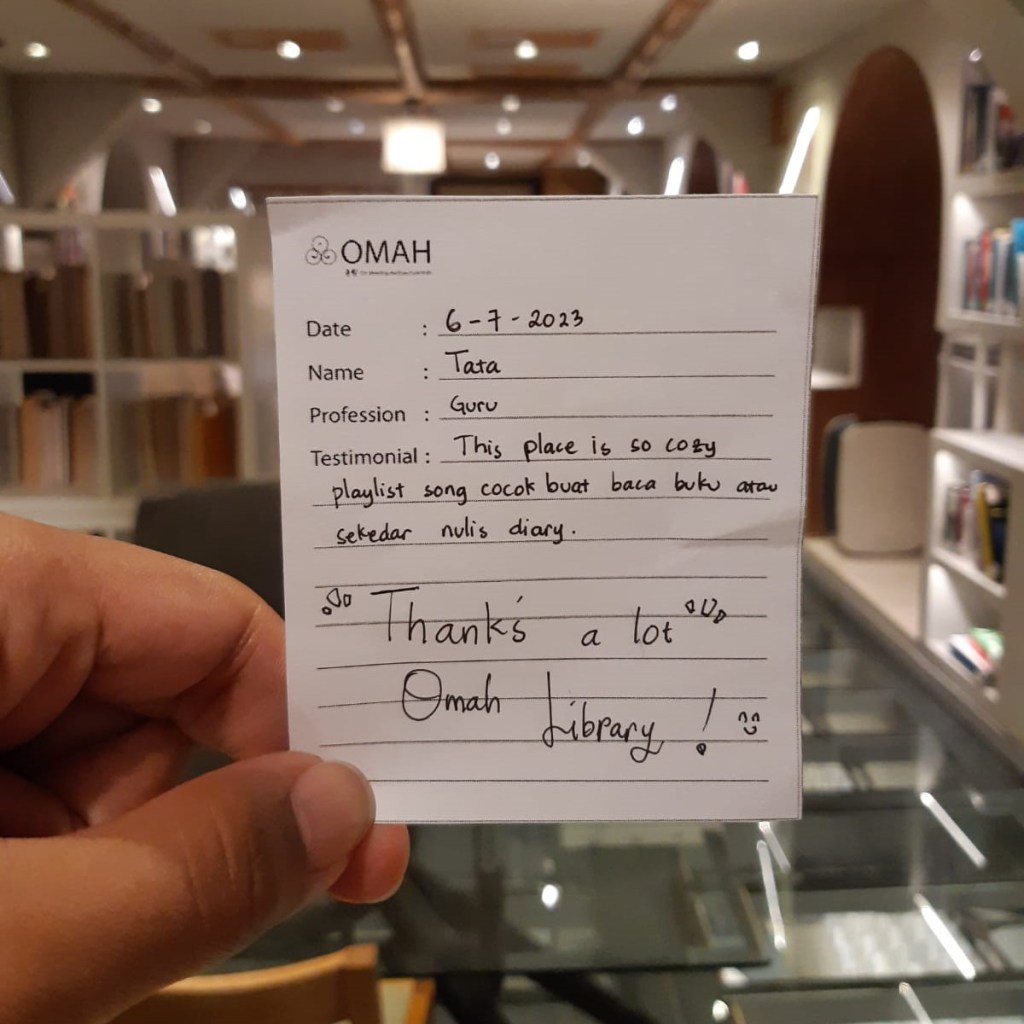 OMAH
Date : 6-7-2023
Name : Tata
Profession : Guru
Testimonial : This place is so cozy
playlist song cocok buat baca buku atau
sekedar nulis diary.
Thank's a lot
Omah Library !